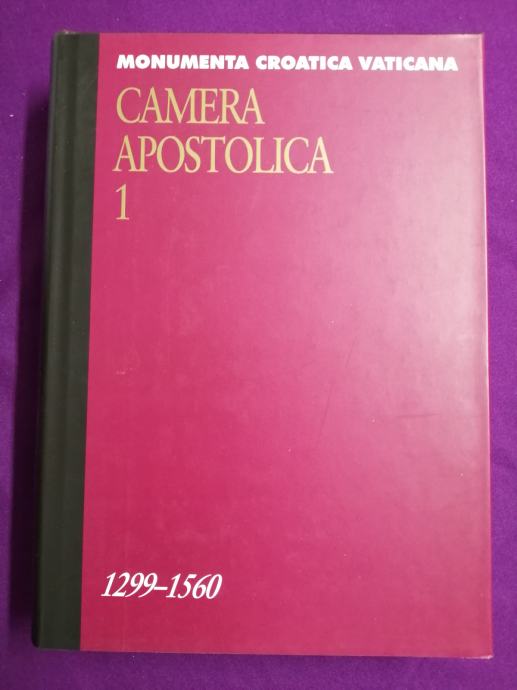 MONUMENTA CROATICA VATICANA
CAMERA
APOSTOLICA
1
1299–1560